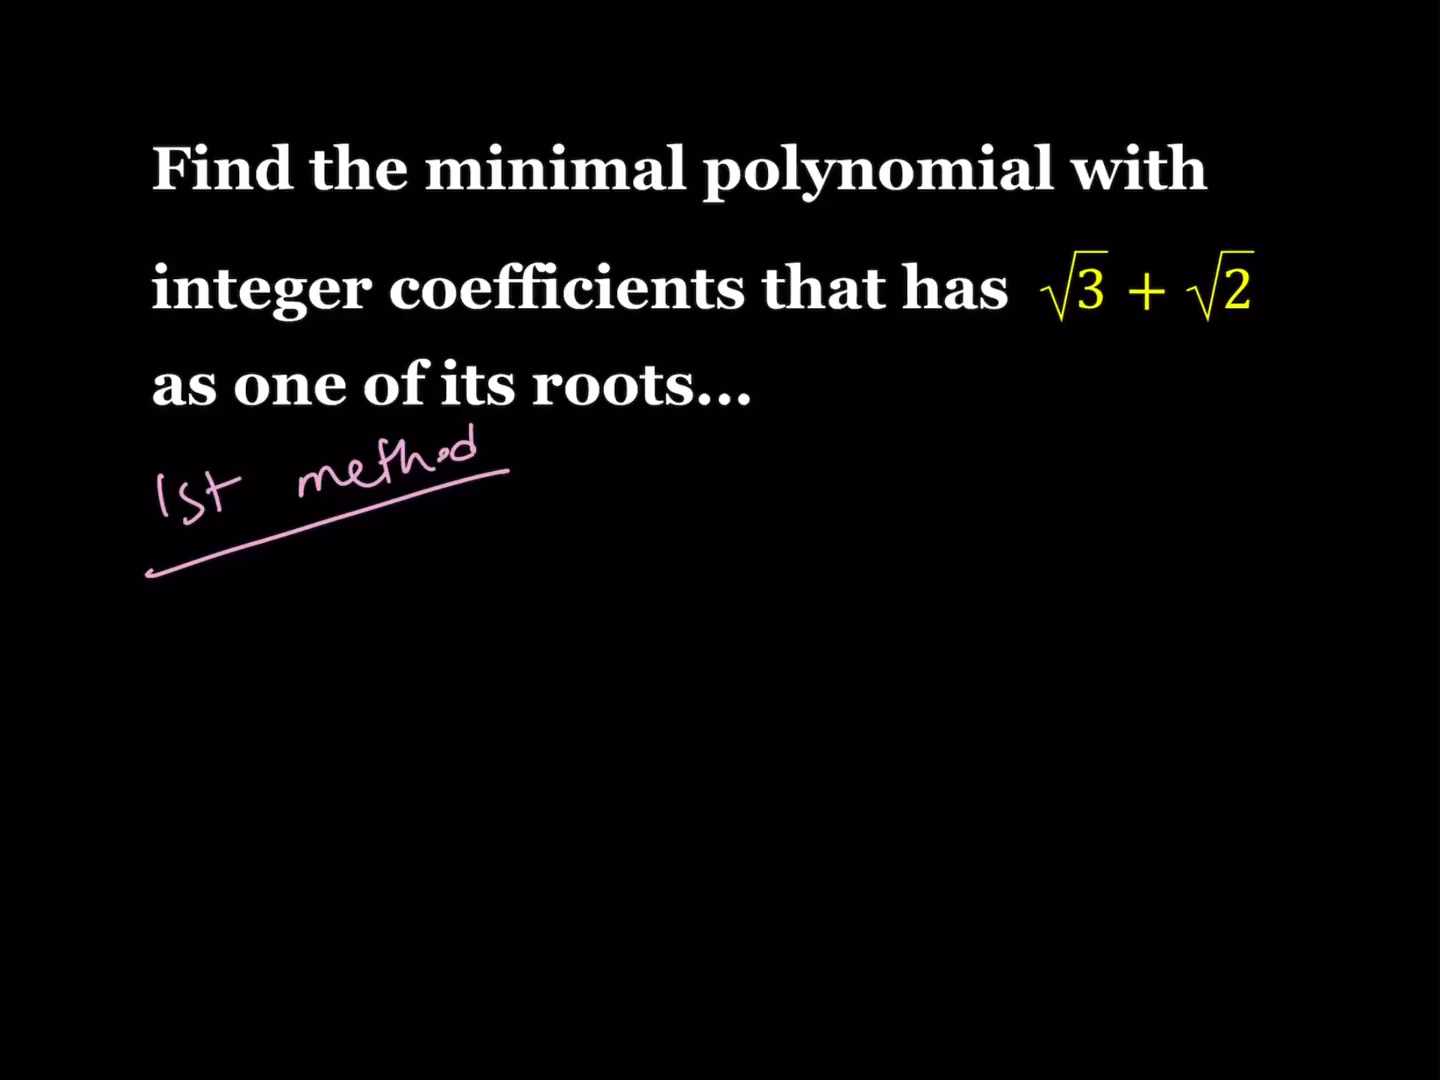 Find the minimal polynomial with
integer coefficients that has √3 + √2
as one of its roots...
1st method